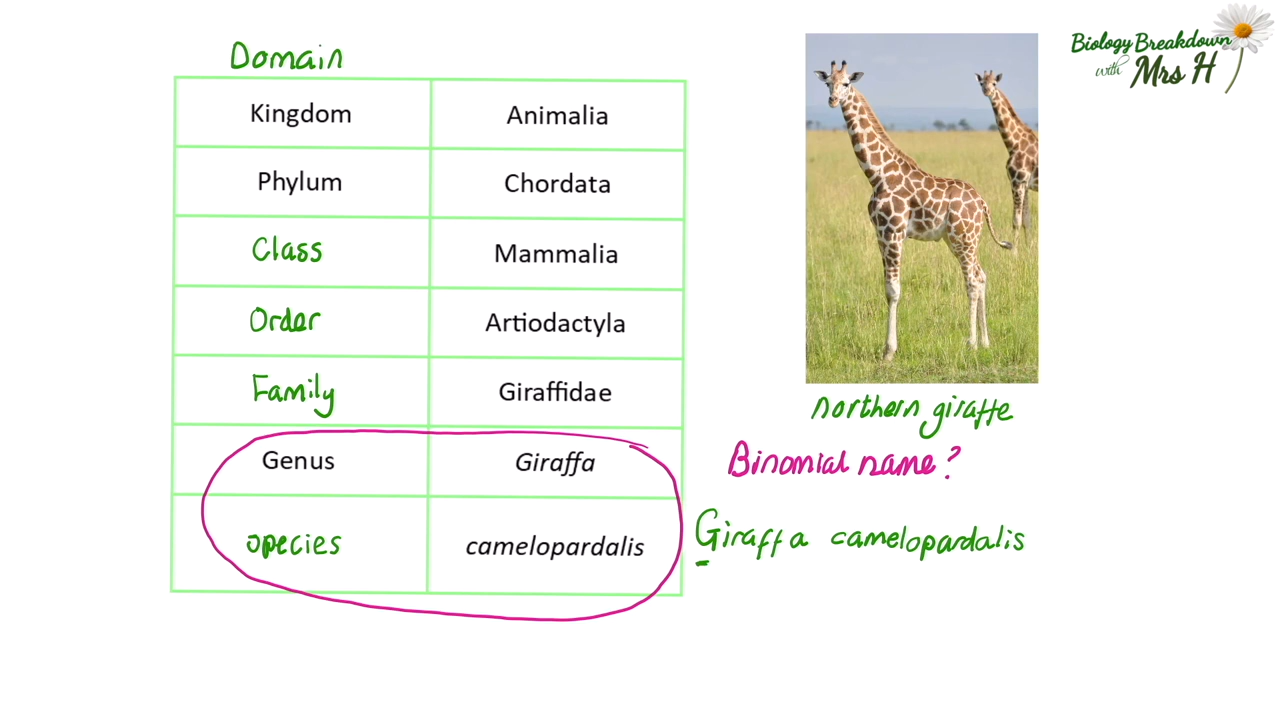 Biology Breakdown
with Mrs H
Domain
Kingdom Animalia
Phylum Chordata
Class Mammalia
Order Artiodactyla
Family Giraffidae
Genus Giraffa
species camelopardalis
northern giraffe
Binomial name?
Giraffa camelopardalis